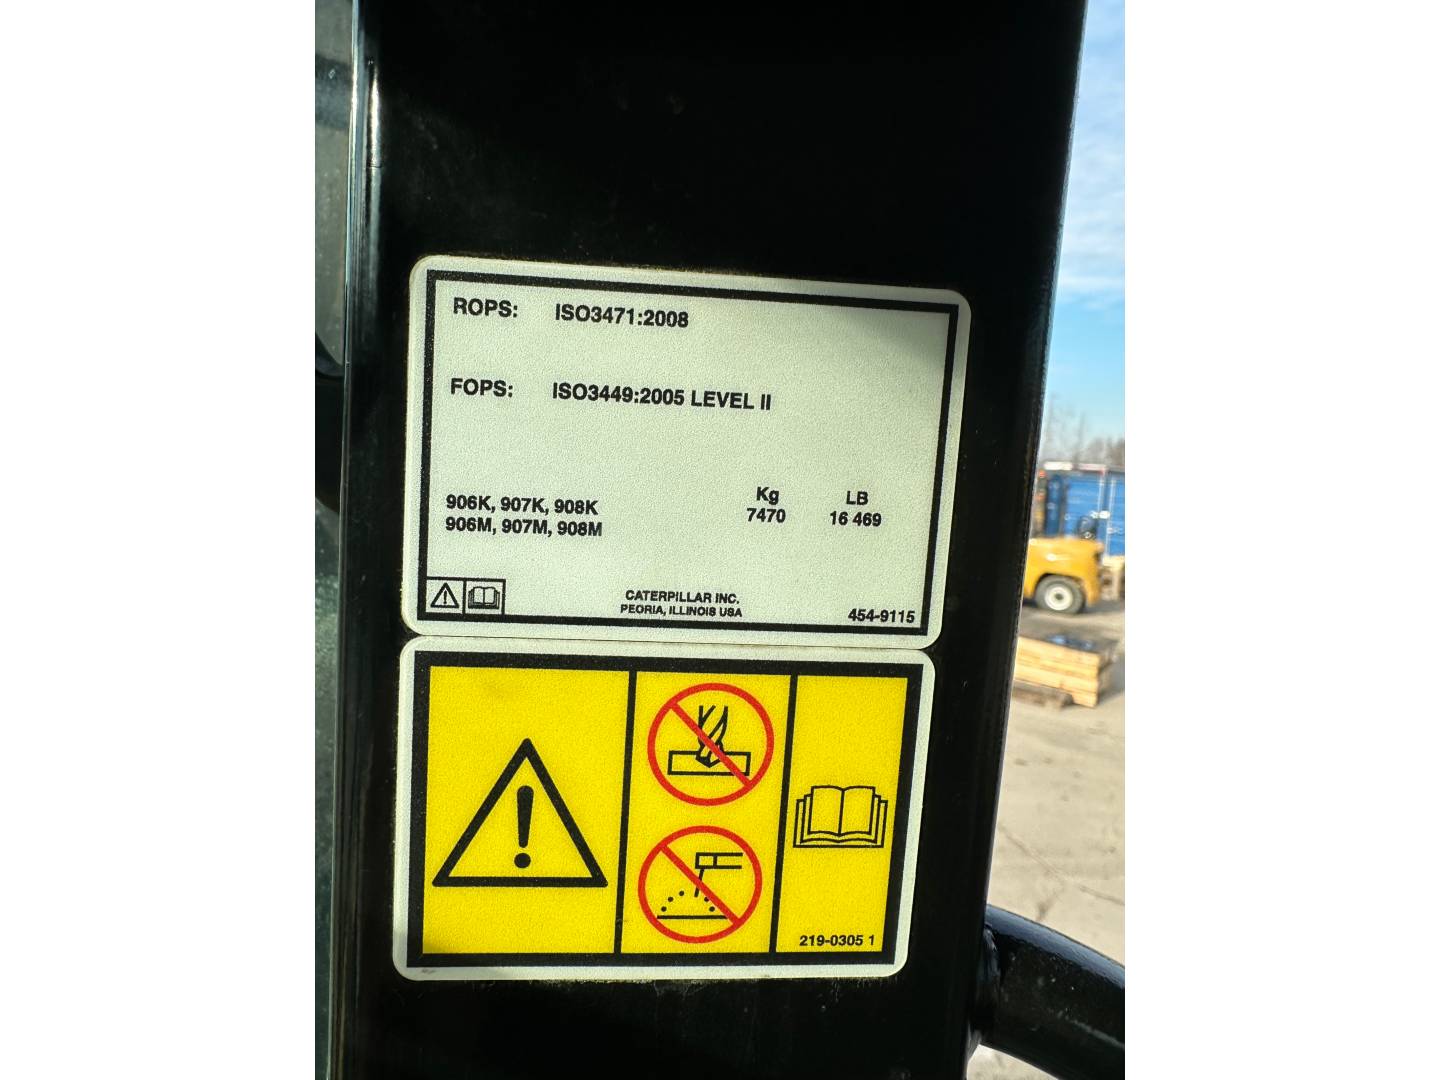 ROPS: ISO3471:2008
FOPS: ISO3449:2005 LEVEL II
Kg LB
906K, 907K, 908K 7470 16 469
906M, 907M, 908M
CATERPILLAR INC.
PEORIA, ILLINOIS USA
454-9115
219-0305 1